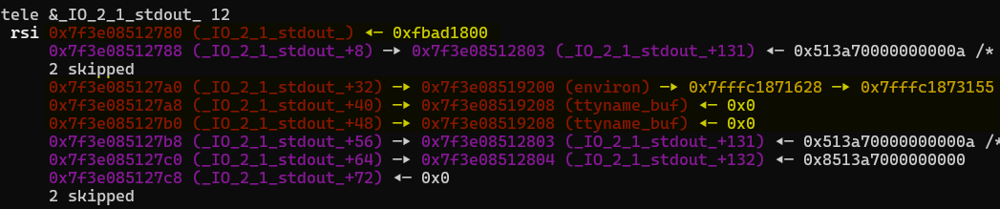 tele &_IO_2_1_stdout_ 12
rsi 0x7f3e08512780 (_IO_2_1_stdout_) ◂— 0xfbad1800
0x7f3e08512788 (_IO_2_1_stdout_+8) —▸ 0x7f3e08512803 (_IO_2_1_stdout_+131) ◂— 0x513a70000000000a /*
2 skipped
0x7f3e085127a0 (_IO_2_1_stdout_+32) —▸ 0x7f3e08519200 (environ) —▸ 0x7fffc1871628 —▸ 0x7fffc1873155
0x7f3e085127a8 (_IO_2_1_stdout_+40) —▸ 0x7f3e08519208 (ttyname_buf) ◂— 0x0
0x7f3e085127b0 (_IO_2_1_stdout_+48) —▸ 0x7f3e08519208 (ttyname_buf) ◂— 0x0
0x7f3e085127b8 (_IO_2_1_stdout_+56) —▸ 0x7f3e08512803 (_IO_2_1_stdout_+131) ◂— 0x513a70000000000a /*
0x7f3e085127c0 (_IO_2_1_stdout_+64) —▸ 0x7f3e08512804 (_IO_2_1_stdout_+132) ◂— 0x8513a7000000000
0x7f3e085127c8 (_IO_2_1_stdout_+72) ◂— 0x0
2 skipped